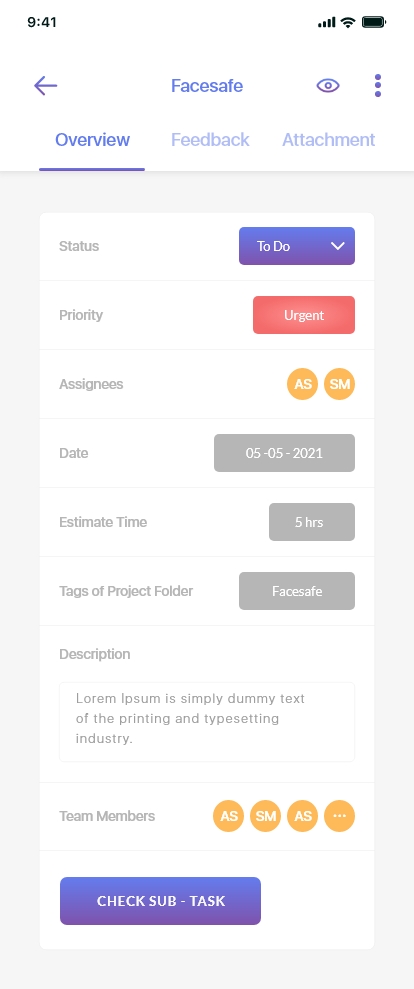 9:41
Facesafe
Overview Feedback Attachment
Status To Do
Priority Urgent
Assignees AS SM
Date 05 -05 - 2021
Estimate Time 5 hrs
Tags of Project Folder Facesafe
Description
Lorem Ipsum is simply dummy text
of the printing and typesetting
industry.
Team Members AS SM AS ···
CHECK SUB - TASK